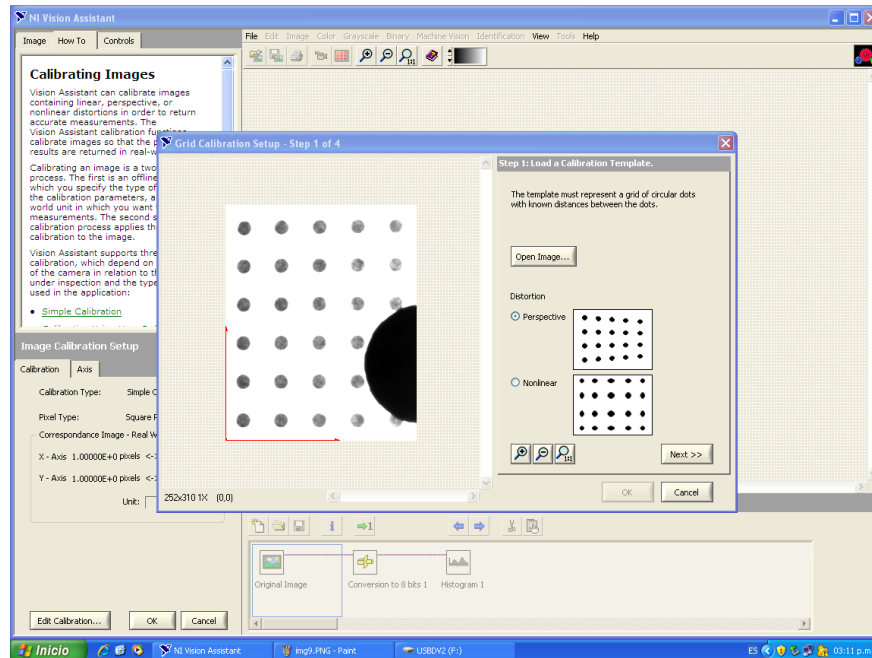 NI Vision Assistant
Image How To Controls
File Edit Image Color Grayscale Binary Machine Vision Identification View Tools Help
Calibrating Images
Vision Assistant can calibrate images
containing linear, perspective, or
nonlinear distortions in order to return
accurate measurements. The
Vision Assistant calibration
calibrate images so that the
results are returned in
Calibrating an image is a
process. The first is an offline
which you specify the type of
the calibration parameters,
world unit in which you want
measurements. The second
calibration process applies
calibration to the image.
Vision Assistant supports
calibration, which depend on
of the camera in relation to
under inspection and the type
used in the application:
• Simple Calibration
Image Calibration Setup
Calibration Axis
Calibration Type: Simple
Pixel Type: Square
Correspondance Image - Real
X - Axis 1.00000E+0 pixels
Y - Axis 1.00000E+0 pixels
Unit:
Edit Calibration... OK Cancel
Grid Calibration Setup - Step 1 of 4
Step 1: Load a Calibration Template.
The template must represent a grid of circular dots
with known distances between the dots.
Open Image...
Distortion
Perspective
Nonlinear
1:1
Next >>
252x310 1X (0,0)
OK Cancel
Original Image Conversion to 8 bits 1 Histogram 1
Inicio NI Vision Assistant img9.PNG - Paint USBDV2 (F:) ES 03:11 p.m.